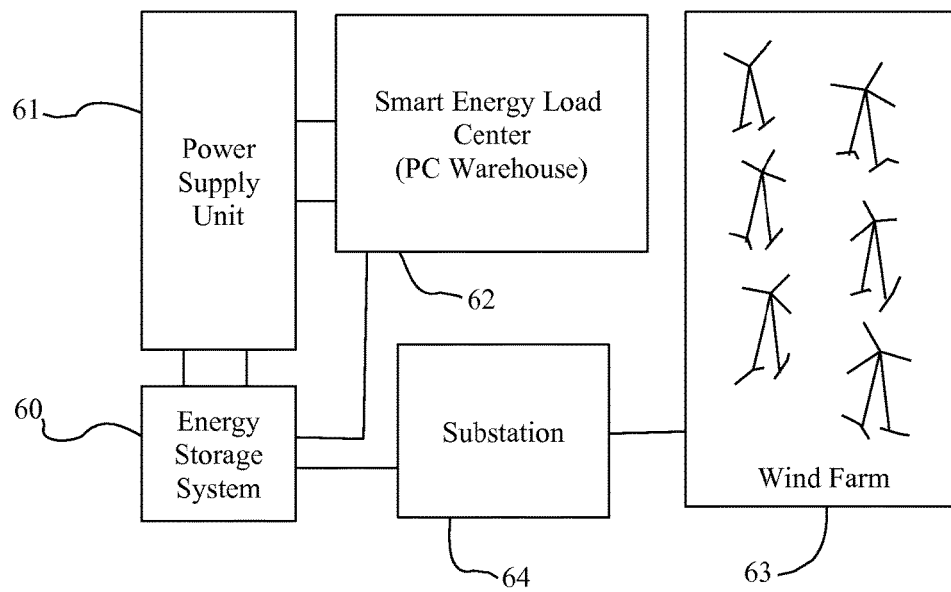 61
Power
Supply
Unit
Smart Energy Load
Center
(PC Warehouse)
62
60
Energy
Storage
System
Substation
64
Wind Farm
63